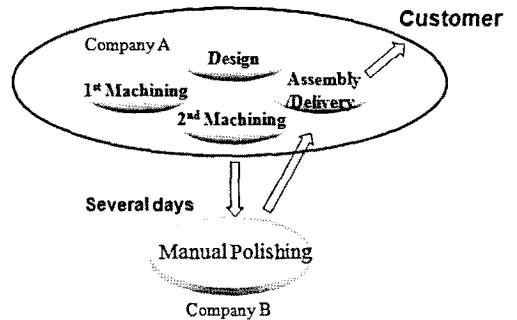 Customer
Company A
Design
1st Machining
Assembly
/Delivery
2nd Machining
Several days
Manual Polishing
Company B